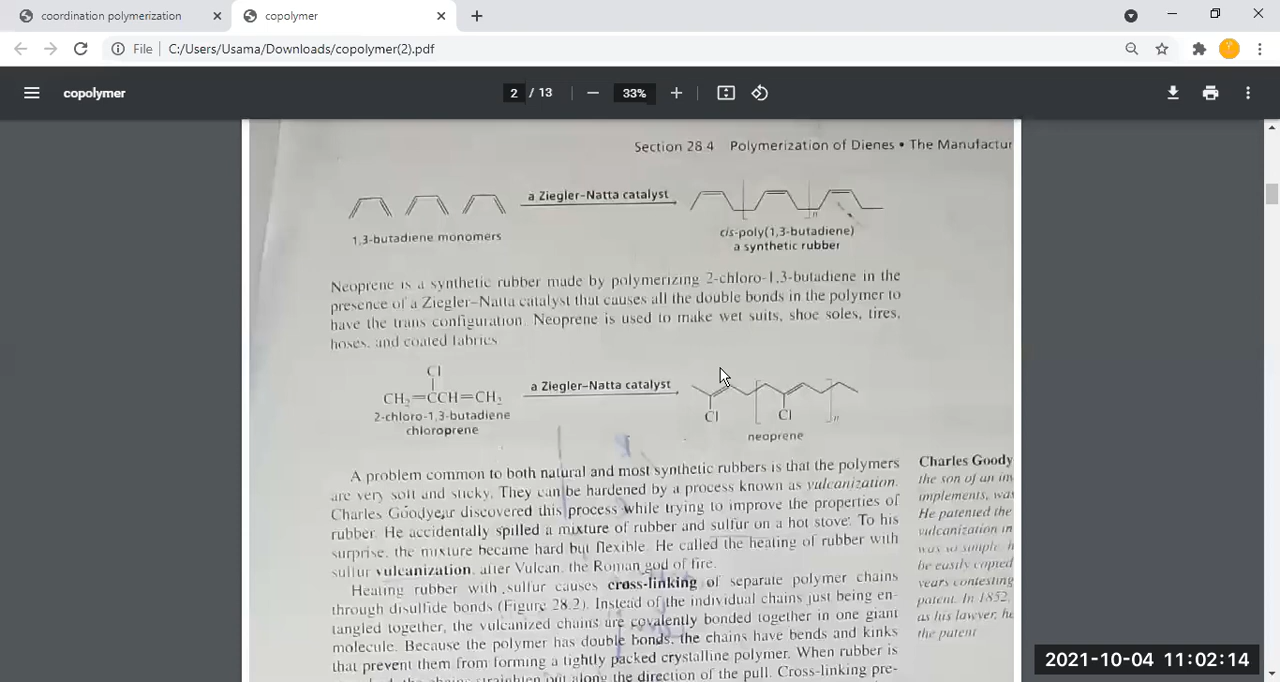 coordination polymerization
copolymer
File
C:/Users/Usama/Downloads/copolymer(2).pdf
copolymer
2 / 13
33%
Section 28.4 Polymerization of Dienes • The Manufactur
a Ziegler–Natta catalyst
n
1,3-butadiene monomers
cis-poly(1,3-butadiene)
a synthetic rubber
Neoprene is a synthetic rubber made by polymerizing 2-chloro-1,3-butadiene in the
presence of a Ziegler–Natta catalyst that causes all the double bonds in the polymer to
have the trans configuration. Neoprene is used to make wet suits, shoe soles, tires,
hoses, and coated fabrics
Cl
CH2=CCH=CH2
a Ziegler–Natta catalyst
Cl
Cl
n
2-chloro-1,3-butadiene
chloroprene
neoprene
A problem common to both natural and most synthetic rubbers is that the polymers
are very soft and sticky. They can be hardened by a process known as vulcanization.
Charles Goodyear discovered this process while trying to improve the properties of
rubber. He accidentally spilled a mixture of rubber and sulfur on a hot stove. To his
surprise, the mixture became hard but flexible. He called the heating of rubber with
sulfur vulcanization, after Vulcan, the Roman god of fire.
Heating rubber with sulfur causes cross-linking of separate polymer chains
through disulfide bonds (Figure 28.2). Instead of the individual chains just being en-
tangled together, the vulcanized chains are covalently bonded together in one giant
molecule. Because the polymer has double bonds, the chains have bends and kinks
that prevent them from forming a tightly packed crystalline polymer. When rubber is
the chains straighten out along the direction of the pull. Cross-linking pre-
Charles Goody
the son of an inv
implements, was
He patented the
vulcanization in
was so simple, h
be easily copied
years contesting
patent. In 1852,
as his lawyer, he
the patent
2021-10-04 11:02:14